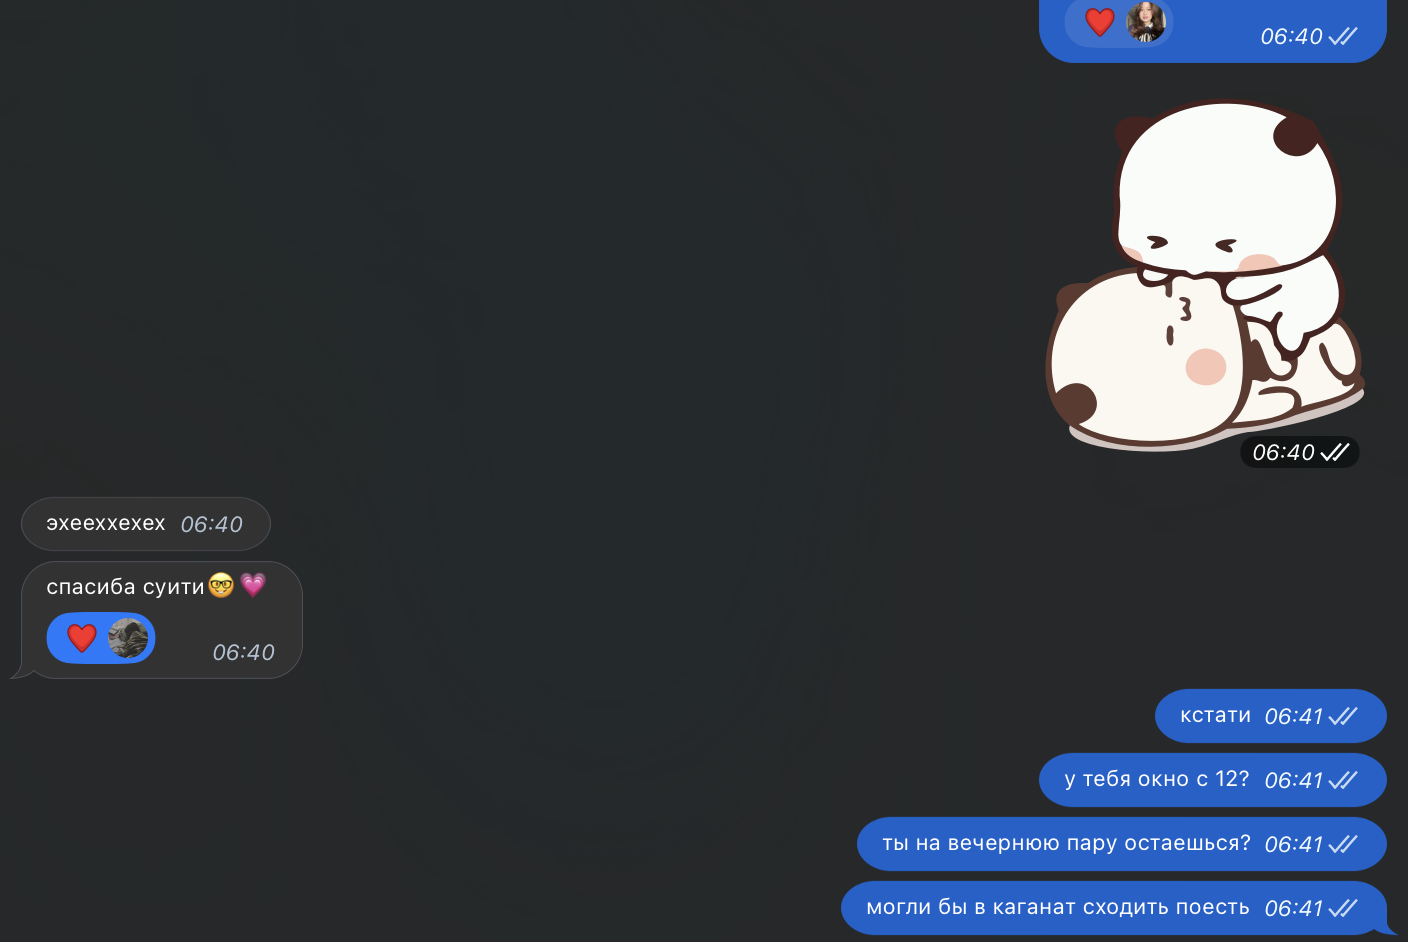 06:40
06:40
эхееххехех 06:40
спасиба суити🤓💗
06:40
кстати 06:41
у тебя окно с 12? 06:41
ты на вечернюю пару остаешься? 06:41
могли бы в каганат сходить поесть 06:41